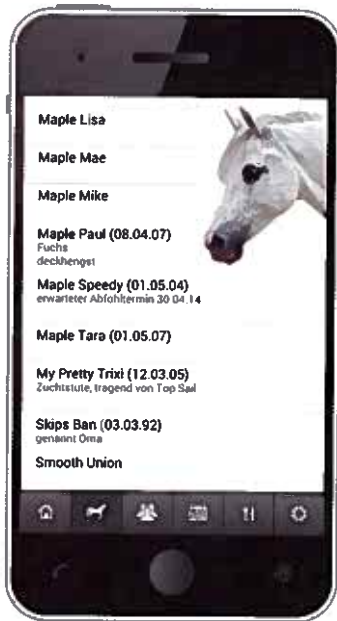 Maple Lisa
Maple Mae
Maple Mike
Maple Paul (08.04.07)
Fuchs
deckhengst
Maple Speedy (01.05.04)
erwarteter Abfohltermin 30.04.14
Maple Tara (01.05.07)
My Pretty Trixi (12.03.05)
Zuchtstute, tragend von Top Sail
Skips Ban (03.03.92)
genannt Oma
Smooth Union